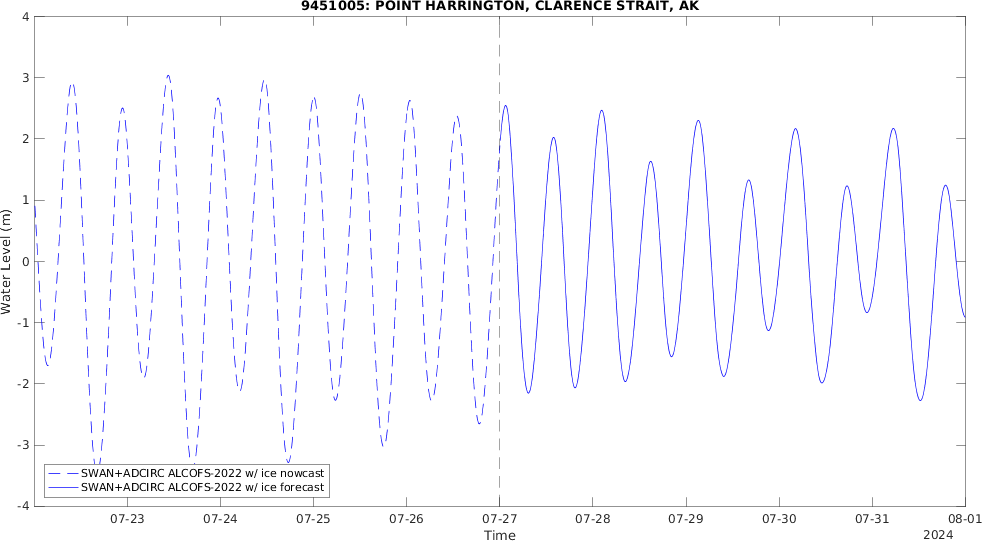 9451005: POINT HARRINGTON, CLARENCE STRAIT, AK
4
3
2
1
0
-1
-2
-3
-4
Water Level (m)
SWAN+ADCIRC ALCOFS-2022 w/ ice nowcast
SWAN+ADCIRC ALCOFS-2022 w/ ice forecast
07-23 07-24 07-25 07-26 07-27 07-28 07-29 07-30 07-31 08-01
Time
2024